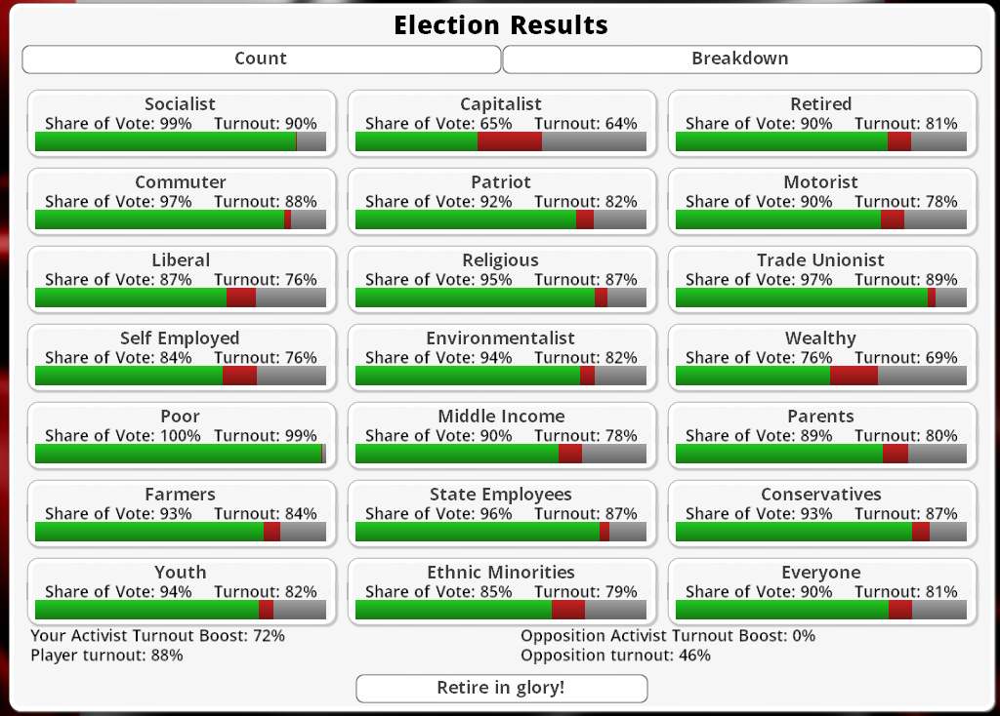 Election Results
Count Breakdown
Socialist Capitalist Retired
Share of Vote: 99% Turnout: 90% Share of Vote: 65% Turnout: 64% Share of Vote: 90% Turnout: 81%
Commuter Patriot Motorist
Share of Vote: 97% Turnout: 88% Share of Vote: 92% Turnout: 82% Share of Vote: 90% Turnout: 78%
Liberal Religious Trade Unionist
Share of Vote: 87% Turnout: 76% Share of Vote: 95% Turnout: 87% Share of Vote: 97% Turnout: 89%
Self Employed Environmentalist Wealthy
Share of Vote: 84% Turnout: 76% Share of Vote: 94% Turnout: 82% Share of Vote: 76% Turnout: 69%
Poor Middle Income Parents
Share of Vote: 100% Turnout: 99% Share of Vote: 90% Turnout: 78% Share of Vote: 89% Turnout: 80%
Farmers State Employees Conservatives
Share of Vote: 93% Turnout: 84% Share of Vote: 96% Turnout: 87% Share of Vote: 93% Turnout: 87%
Youth Ethnic Minorities Everyone
Share of Vote: 94% Turnout: 82% Share of Vote: 85% Turnout: 79% Share of Vote: 90% Turnout: 81%
Your Activist Turnout Boost: 72% Opposition Activist Turnout Boost: 0%
Player turnout: 88% Opposition turnout: 46%
Retire in glory!